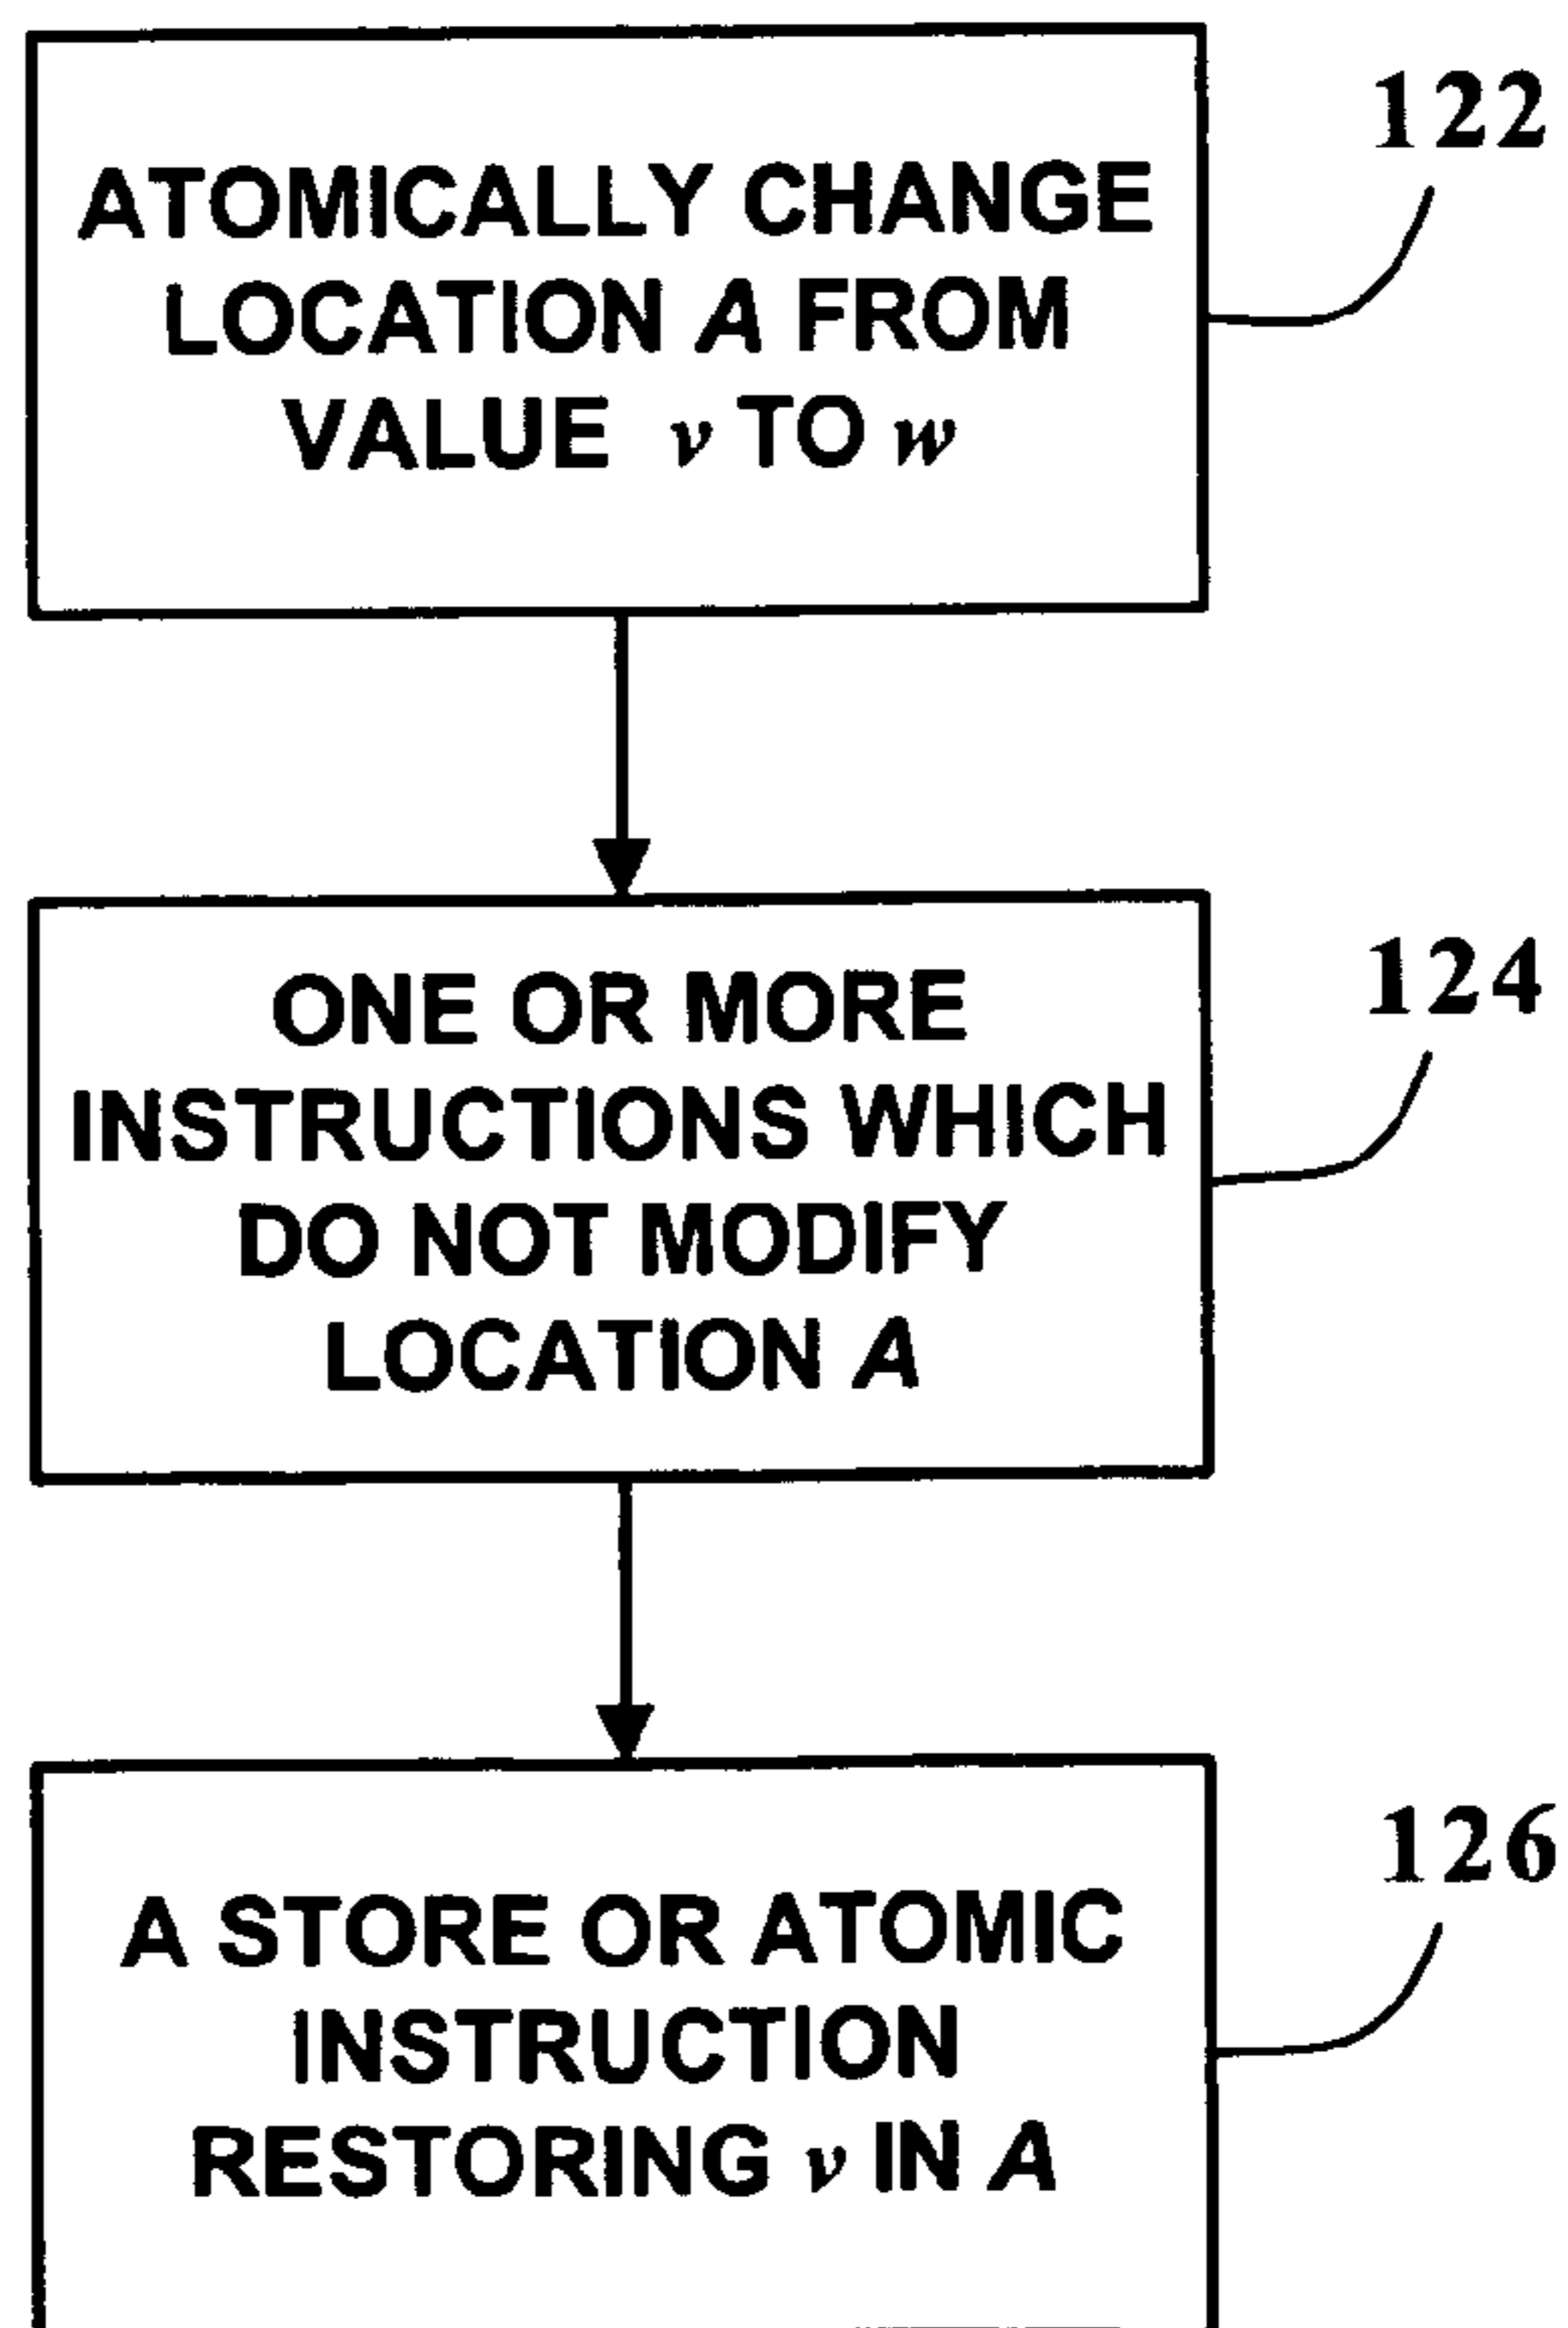 122
ATOMICALLY CHANGE
LOCATION A FROM
VALUE v TO w
124
ONE OR MORE
INSTRUCTIONS WHICH
DO NOT MODIFY
LOCATION A
126
A STORE OR ATOMIC
INSTRUCTION
RESTORING v IN A